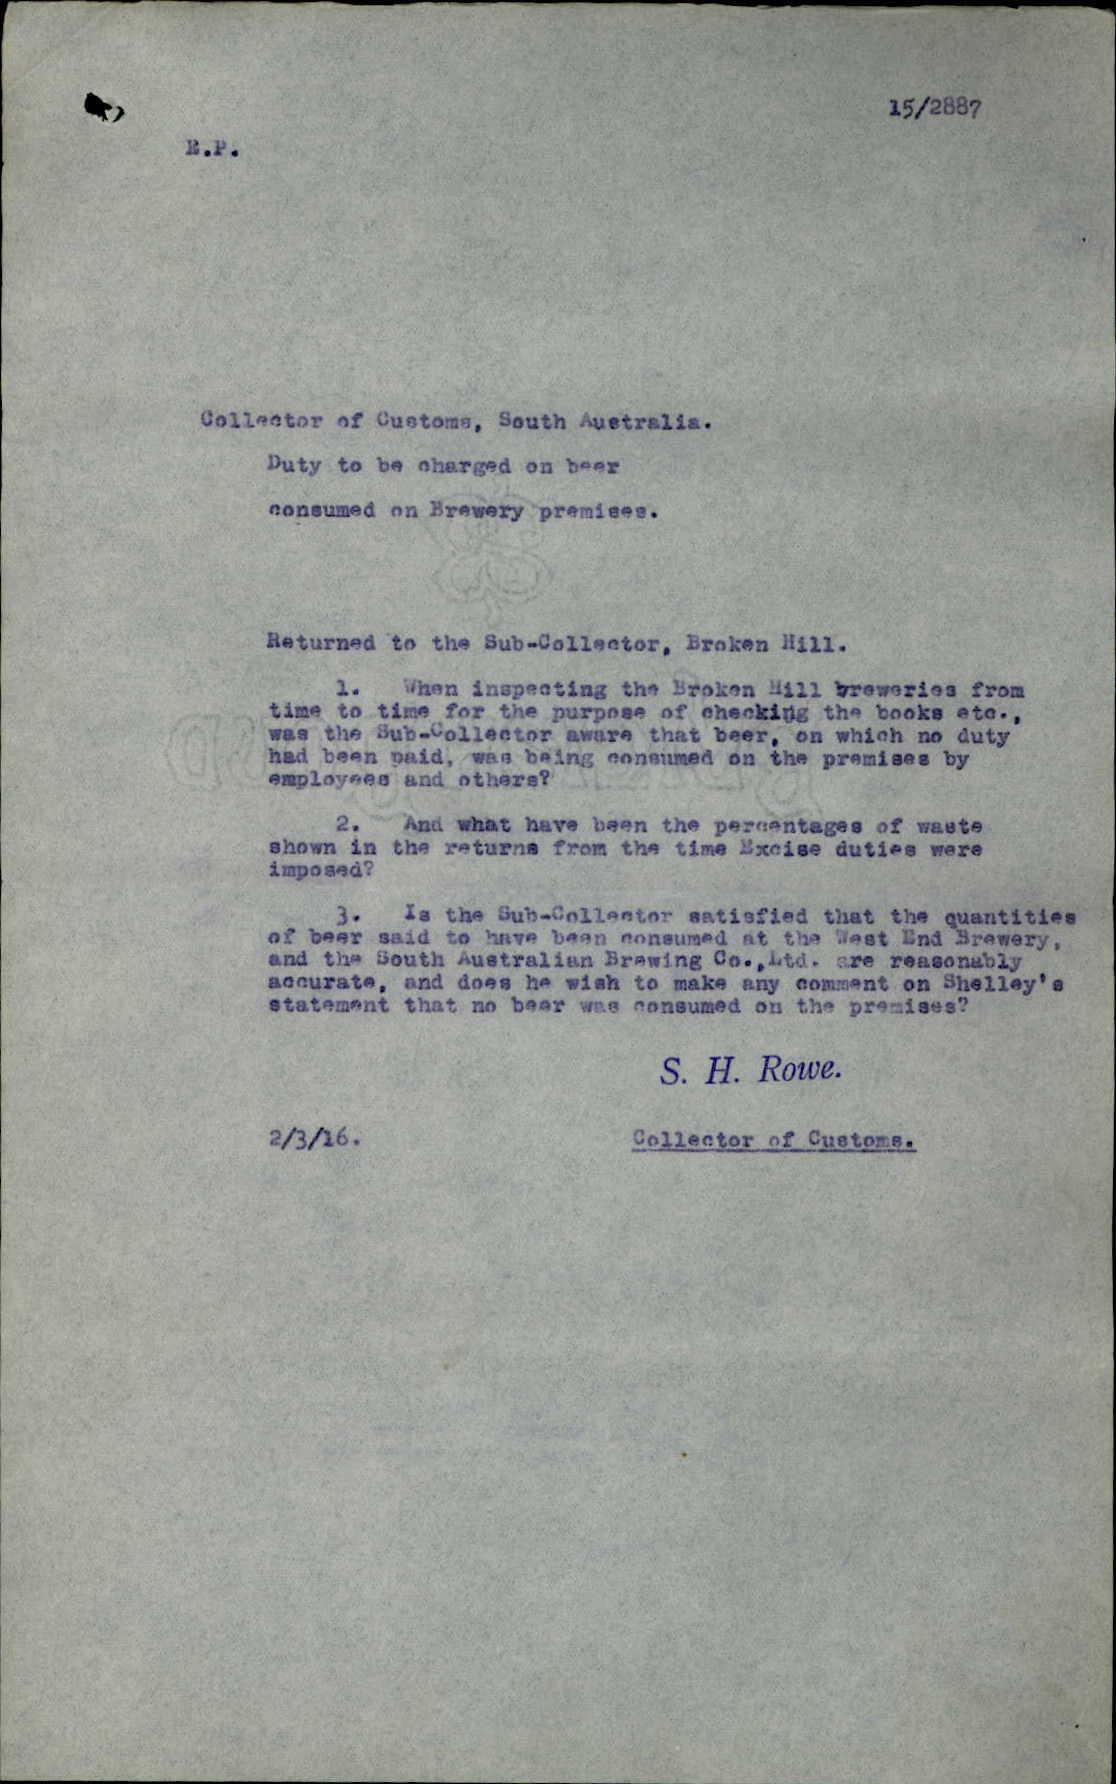 15/2887
E.P.
Collector of Customs, South Australia.
Duty to be charged on beer
consumed on Brewery premises.
Returned to the Sub-Collector, Broken Hill.
1. When inspecting the Broken Hill breweries from
time to time for the purpose of checking the books etc.,
was the Sub-Collector aware that beer, on which no duty
had been paid, was being consumed on the premises by
employees and others?
2. And what have been the percentages of waste
shown in the returns from the time Excise duties were
imposed?
3. Is the Sub-Collector satisfied that the quantities
of beer said to have been consumed at the West End Brewery,
and the South Australian Brewing Co.,Ltd. are reasonably
accurate, and does he wish to make any comment on Shelley's
statement that no beer was consumed on the premises?
S. H. Rowe.
2/3/16.
Collector of Customs.